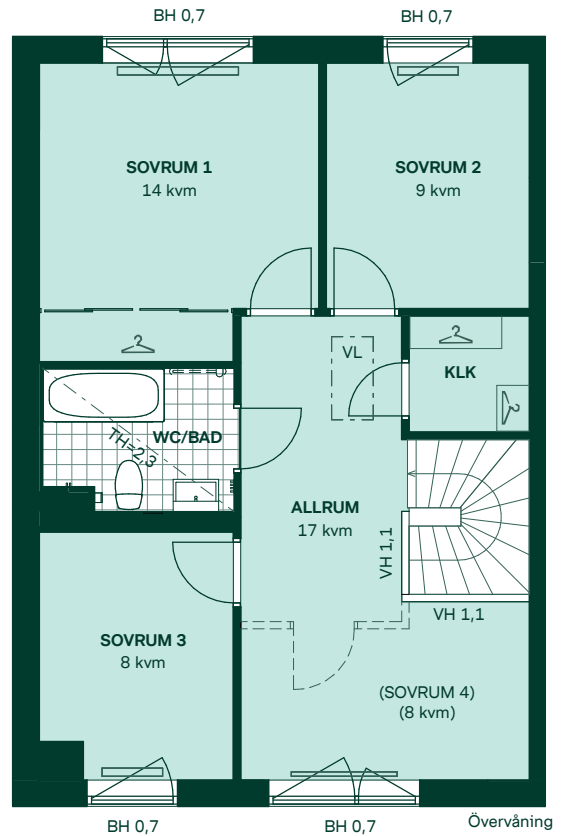 BH 0,7
BH 0,7
SOVRUM 1
14 kvm
SOVRUM 2
9 kvm
VL
KLK
WC/BAD
TH=2,3
ALLRUM
17 kvm
VH 1,1
VH 1,1
SOVRUM 3
8 kvm
(SOVRUM 4)
(8 kvm)
BH 0,7
BH 0,7
Övervåning